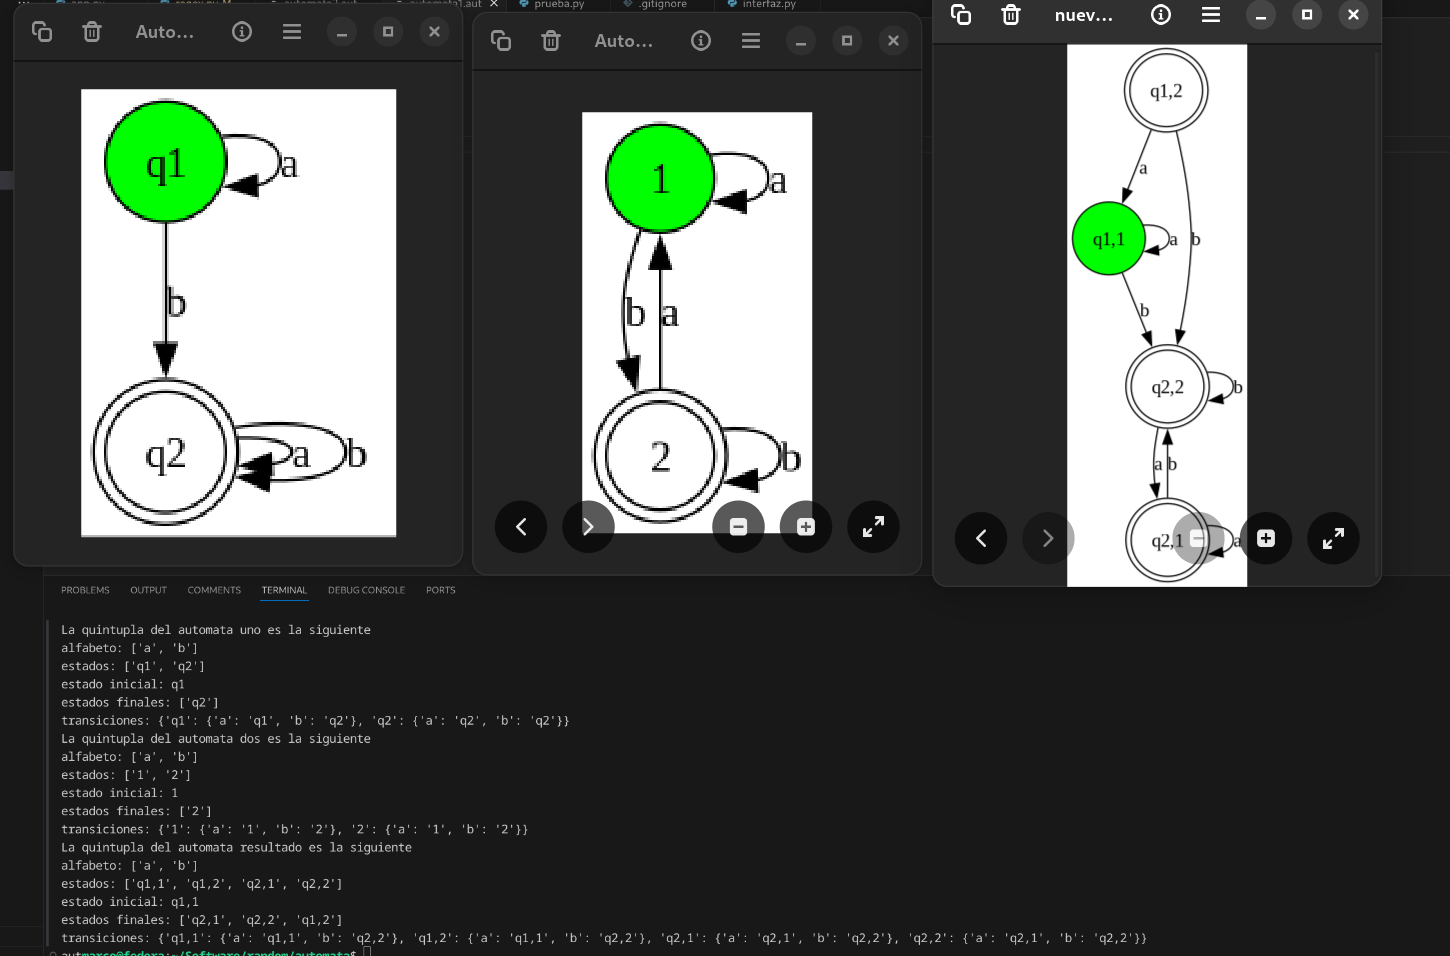 prueba.py
.gitignore
interfaz.py
Auto...
Auto...
nuev...
q1
a
b
q2
a
b
1
a
b
a
2
b
q1,2
a
q1,1
a
b
b
q2,2
b
a
b
q2,1
a
PROBLEMS
OUTPUT
COMMENTS
TERMINAL
DEBUG CONSOLE
PORTS
La quintupla del automata uno es la siguiente
alfabeto: ['a', 'b']
estados: ['q1', 'q2']
estado inicial: q1
estados finales: ['q2']
transiciones: {'q1': {'a': 'q1', 'b': 'q2'}, 'q2': {'a': 'q2', 'b': 'q2'}}
La quintupla del automata dos es la siguiente
alfabeto: ['a', 'b']
estados: ['1', '2']
estado inicial: 1
estados finales: ['2']
transiciones: {'1': {'a': '1', 'b': '2'}, '2': {'a': '1', 'b': '2'}}
La quintupla del automata resultado es la siguiente
alfabeto: ['a', 'b']
estados: ['q1,1', 'q1,2', 'q2,1', 'q2,2']
estado inicial: q1,1
estados finales: ['q2,1', 'q2,2', 'q1,2']
transiciones: {'q1,1': {'a': 'q1,1', 'b': 'q2,2'}, 'q1,2': {'a': 'q1,1', 'b': 'q2,2'}, 'q2,1': {'a': 'q2,1', 'b': 'q2,2'}, 'q2,2': {'a': 'q2,1', 'b': 'q2,2'}}